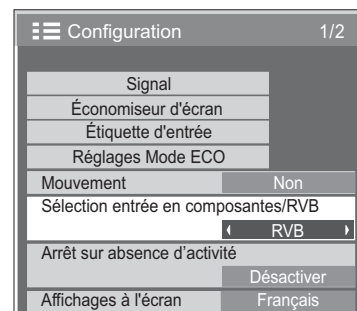 Configuration 1/2
Signal
Économiseur d'écran
Étiquette d'entrée
Réglages Mode ECO
Mouvement Non
Sélection entrée en composantes/RVB
RVB
Arrêt sur absence d’activité
Désactiver
Affichages à l'écran Français